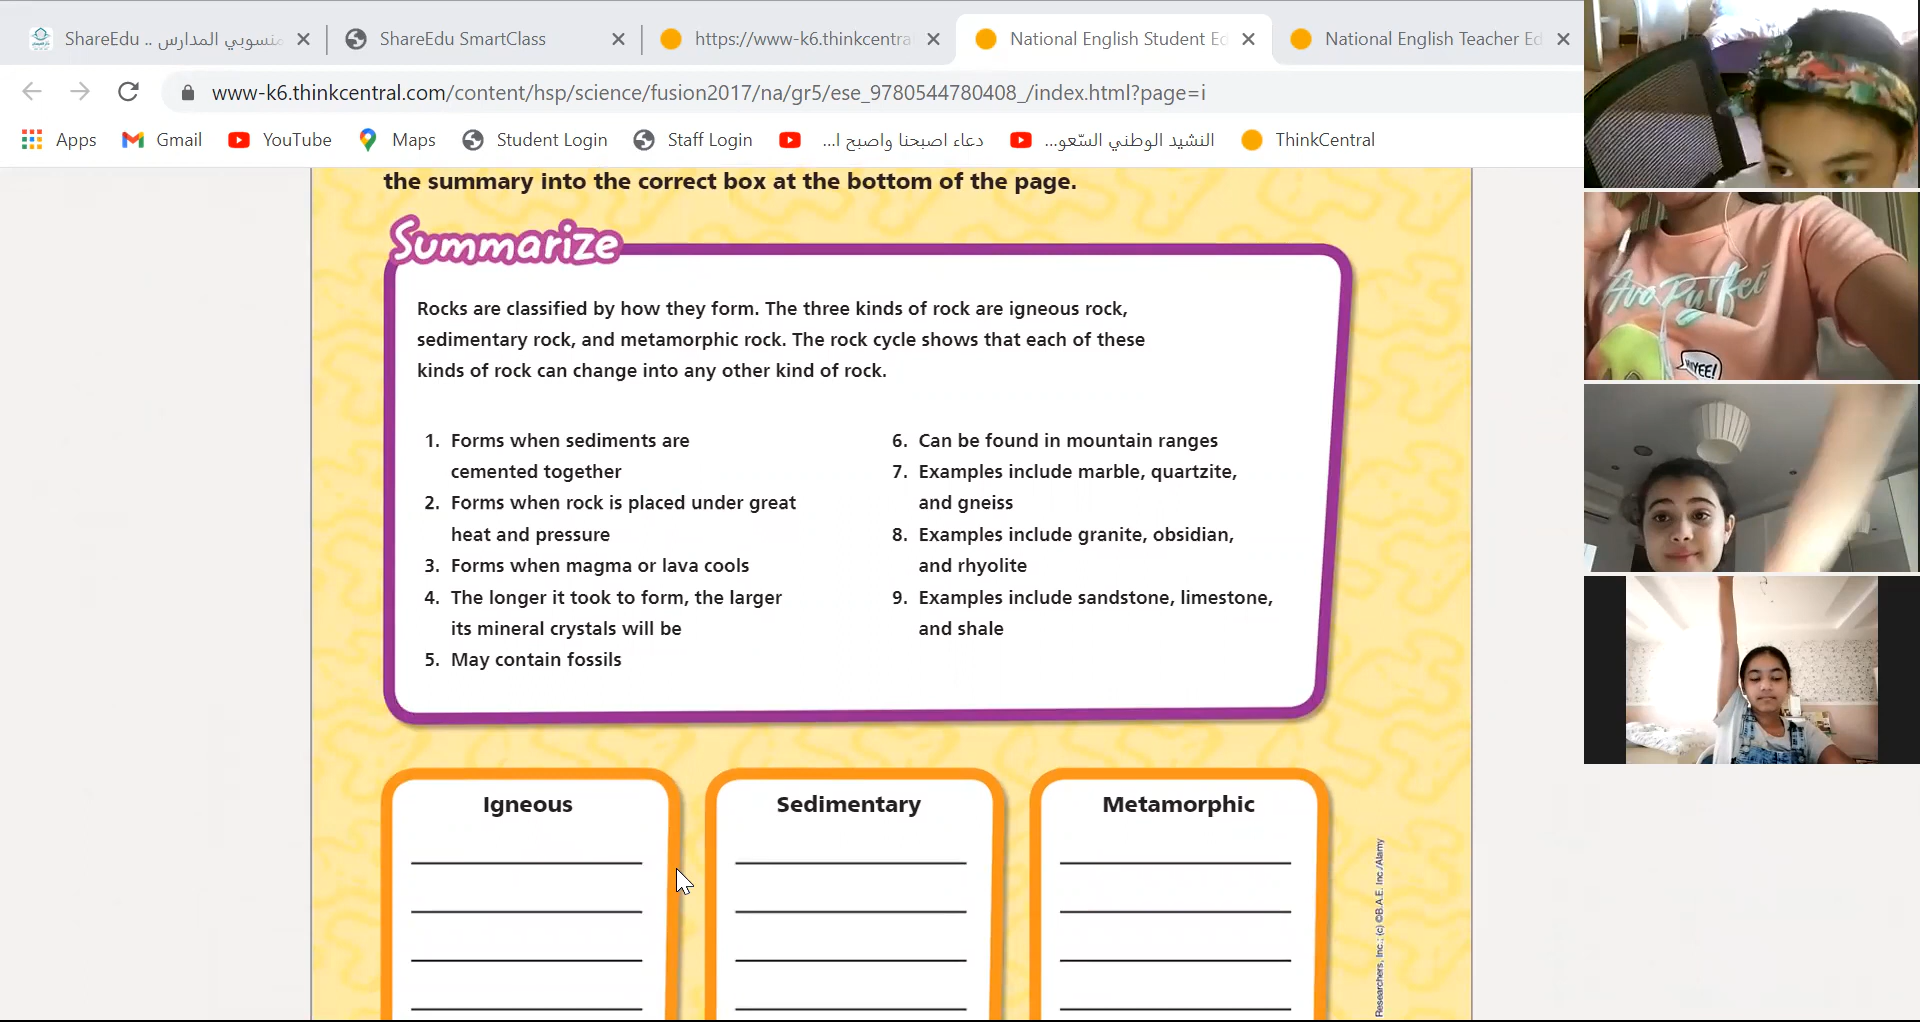 ShareEdu .. منسوبي المدارس
ShareEdu SmartClass
https://www-k6.thinkcentral
National English Student Ed
National English Teacher Ed
www-k6.thinkcentral.com/content/hsp/science/fusion2017/na/gr5/ese_9780544780408_/index.html?page=i
Apps
Gmail
YouTube
Maps
Student Login
Staff Login
دعاء اصبحنا واصبح ا...
النشيد الوطني السّعو...
ThinkCentral
the summary into the correct box at the bottom of the page.
Summarize
Rocks are classified by how they form. The three kinds of rock are igneous rock,
sedimentary rock, and metamorphic rock. The rock cycle shows that each of these
kinds of rock can change into any other kind of rock.
1. Forms when sediments are
cemented together
2. Forms when rock is placed under great
heat and pressure
3. Forms when magma or lava cools
4. The longer it took to form, the larger
its mineral crystals will be
5. May contain fossils
6. Can be found in mountain ranges
7. Examples include marble, quartzite,
and gneiss
8. Examples include granite, obsidian,
and rhyolite
9. Examples include sandstone, limestone,
and shale
Igneous
Sedimentary
Metamorphic
Researchers, Inc.; (c) ©B.A.E. Inc./Alamy
Avo Purfect